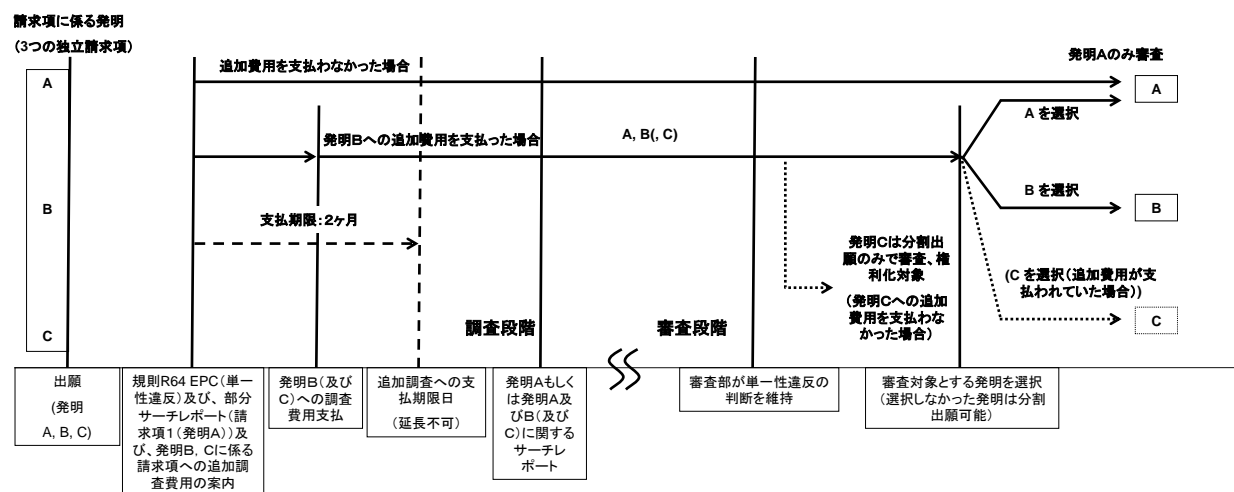 請求項に係る発明
(3つの独立請求項)
A
B
C
追加費用を支払わなかった場合
発明Bへの追加費用を支払った場合
A, B(, C)
支払期限:2ヶ月
調査段階
審査段階
発明Cは分割出
願のみで審査、権
利化対象
(発明Cへの追加
費用を支払わな
かった場合)
発明Aのみ審査
A
A を選択
B を選択
B
(C を選択(追加費用が支
払われていた場合))
C
出願
(発明
A, B, C)
規則R64 EPC(単一
性違反)及び、部分
サーチレポート(請
求項1(発明A))及
び、発明B, Cに係る
請求項への追加調
査費用の案内
発明B(及び
C)への調査
費用支払
追加調査への支
払期限日
(延長不可)
発明Aもしく
は発明A及
びB(及び
C)に関する
サーチレ
ポート
審査部が単一性違反の
判断を維持
審査対象とする発明を選択
(選択しなかった発明は分割
出願可能)